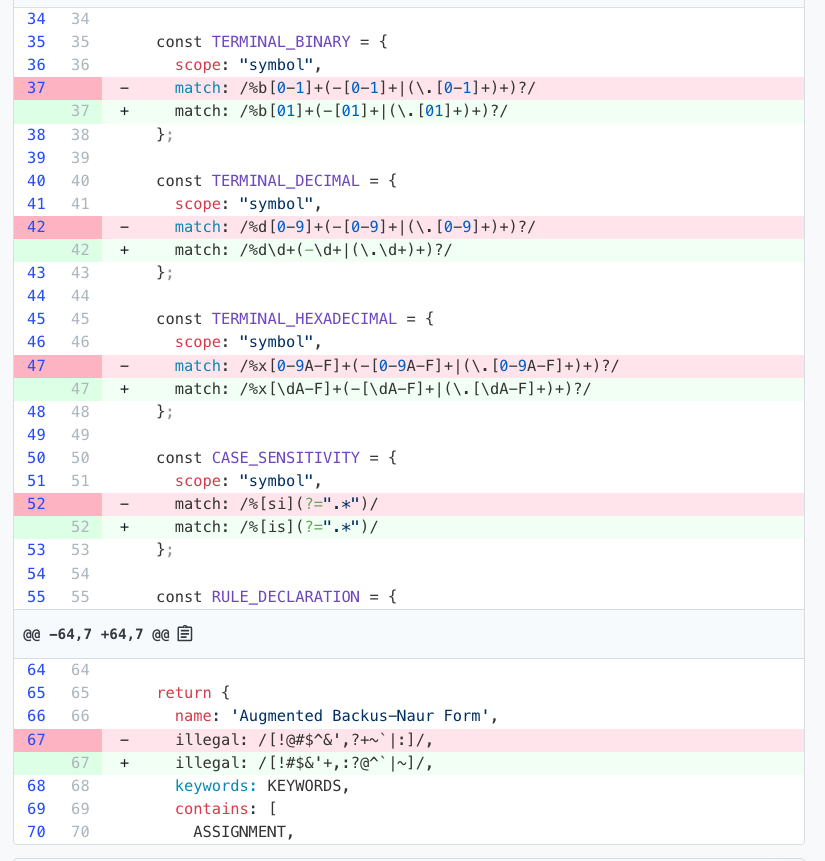 34 34
35 35 const TERMINAL_BINARY = {
36 36 scope: "symbol",
37 - match: /%b[0-1]+(-[0-1]+|(\.[0-1]+)+)?/
37 + match: /%b[01]+(-[01]+|(\.[01]+)+)?/
38 38 };
39 39
40 40 const TERMINAL_DECIMAL = {
41 41 scope: "symbol",
42 - match: /%d[0-9]+(-[0-9]+|(\.[0-9]+)+)?/
42 + match: /%d\d+(-\d+|(\.\d+)+)?/
43 43 };
44 44
45 45 const TERMINAL_HEXADECIMAL = {
46 46 scope: "symbol",
47 - match: /%x[0-9A-F]+(-[0-9A-F]+|(\.[0-9A-F]+)+)?/
47 + match: /%x[\dA-F]+(-[\dA-F]+|(\.[\dA-F]+)+)?/
48 48 };
49 49
50 50 const CASE_SENSITIVITY = {
51 51 scope: "symbol",
52 - match: /%[si](?=".*")/
52 + match: /%[is](?=".*")/
53 53 };
54 54
55 55 const RULE_DECLARATION = {
@@ -64,7 +64,7 @@
64 64
65 65 return {
66 66 name: 'Augmented Backus-Naur Form',
67 - illegal: /[!@#$^&',?+~`|:]/,
67 + illegal: /[!#$&'+,:?@^`|~]/,
68 68 keywords: KEYWORDS,
69 69 contains: [
70 70 ASSIGNMENT,